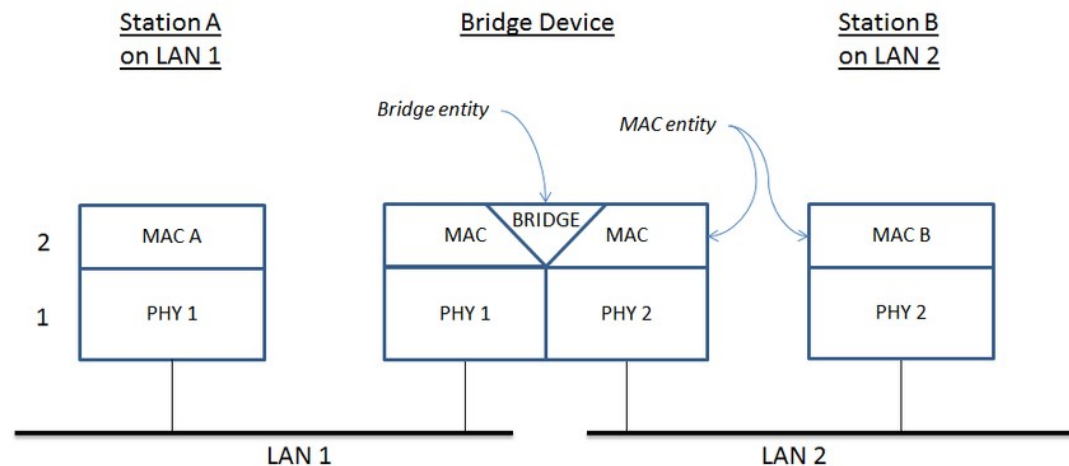 Station A
on LAN 1
Bridge Device
Station B
on LAN 2
Bridge entity
MAC entity
2
MAC A
MAC
BRIDGE
MAC
MAC B
1
PHY 1
PHY 1
PHY 2
PHY 2
LAN 1
LAN 2